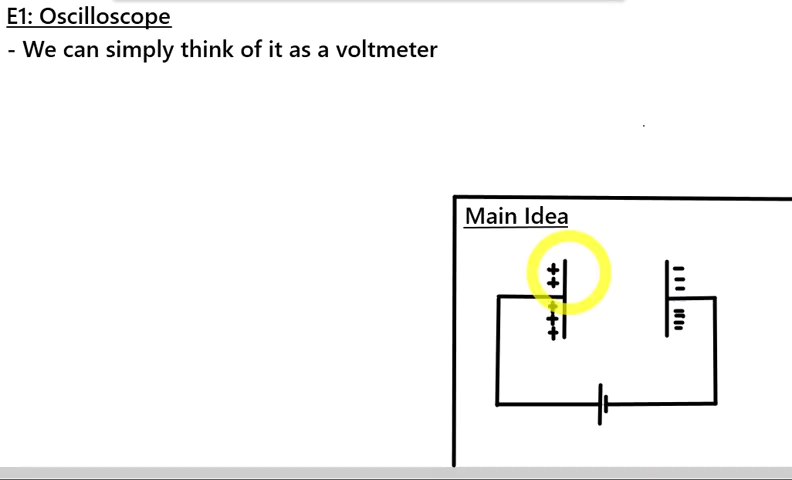 E1: Oscilloscope
- We can simply think of it as a voltmeter
Main Idea